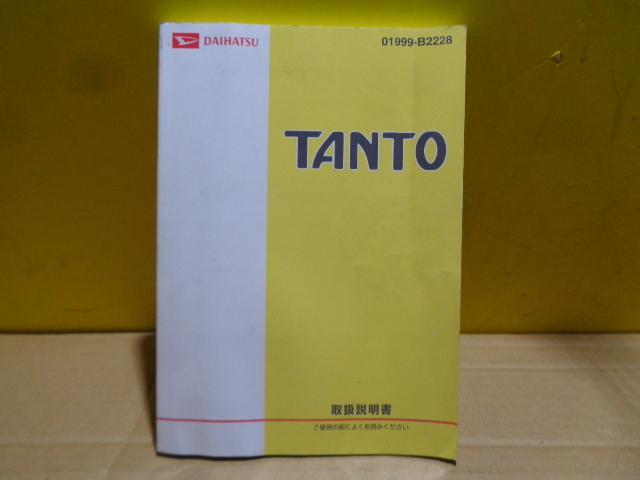 DAIHATSU
01999-B2228
TANTO
取扱説明書
ご使用の前によくお読みください